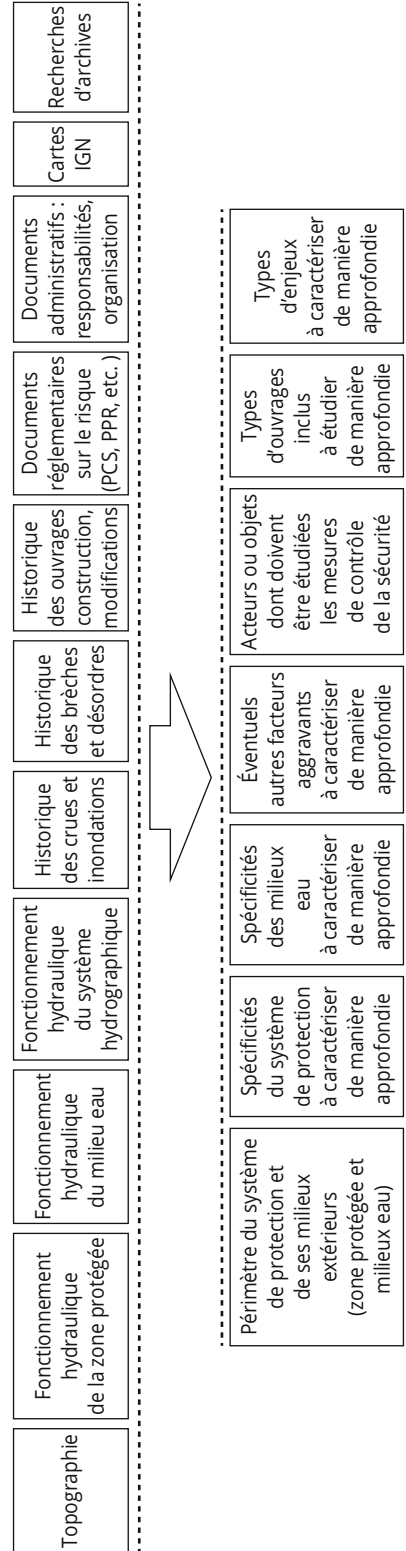 Topographie
Fonctionnement
hydraulique
de la zone protégée
Fonctionnement
hydraulique
du milieu eau
Fonctionnement
hydraulique
du système
hydrographique
Historique
des crues et
inondations
Historique
des brèches
et désordres
Historique
des ouvrages
construction,
modifications
Documents
réglementaires
sur le risque
(PCS, PPR, etc. )
Documents
administratifs :
responsabilités,
organisation
Cartes
IGN
Recherches
d'archives
Périmètre du système
de protection et
de ses milieux
extérieurs
(zone protégée et
milieux eau)
Spécificités
du système
de protection
à caractériser
de manière
approfondie
Spécificités
des milieux
eau
à caractériser
de manière
approfondie
Éventuels
autres facteurs
aggravants
à caractériser
de manière
approfondie
Acteurs ou objets
dont doivent
être étudiées
les mesures
de contrôle
de la sécurité
Types
d'ouvrages
inclus
à étudier
de manière
approfondie
Types
d'enjeux
à caractériser
de manière
approfondie